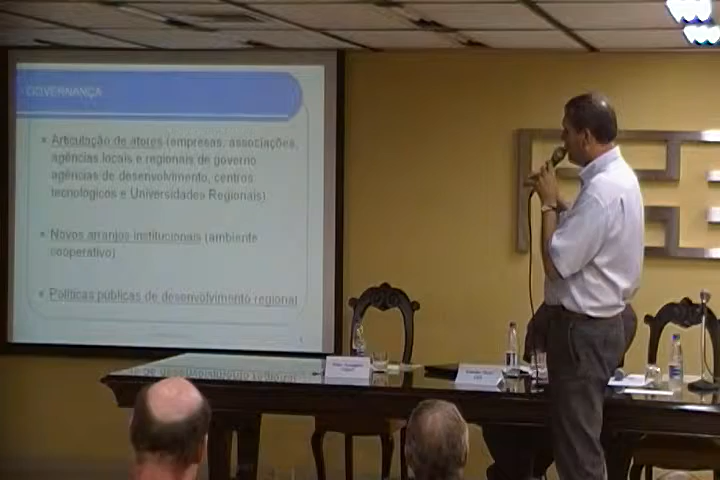 GOVERNANÇA
Articulação de atores (empresas, associações,
agências locais e regionais de governo
agências de desenvolvimento, centros
tecnológicos e Universidades Regionais)
Novos arranjos institucionais (ambiente
cooperativo)
Políticas públicas de desenvolvimento regional